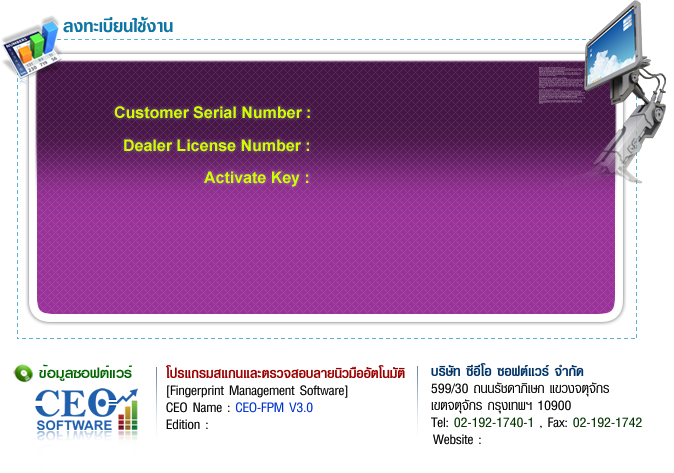 ลงทะเบียนใช้งาน
Customer Serial Number :
Dealer License Number :
Activate Key :
ข้อมูลซอฟต์แวร์
CEO
SOFTWARE
โปรแกรมสแกนและตรวจสอบลายนิ้วมืออัตโนมัติ
[Fingerprint Management Software]
CEO Name : CEO-FPM V3.0
Edition :
บริษัท ซีอีโอ ซอฟต์แวร์ จำกัด
599/30 ถนนรัชดาภิเษก แขวงจตุจักร
เขตจตุจักร กรุงเทพฯ 10900
Tel: 02-192-1740-1 , Fax: 02-192-1742
Website :